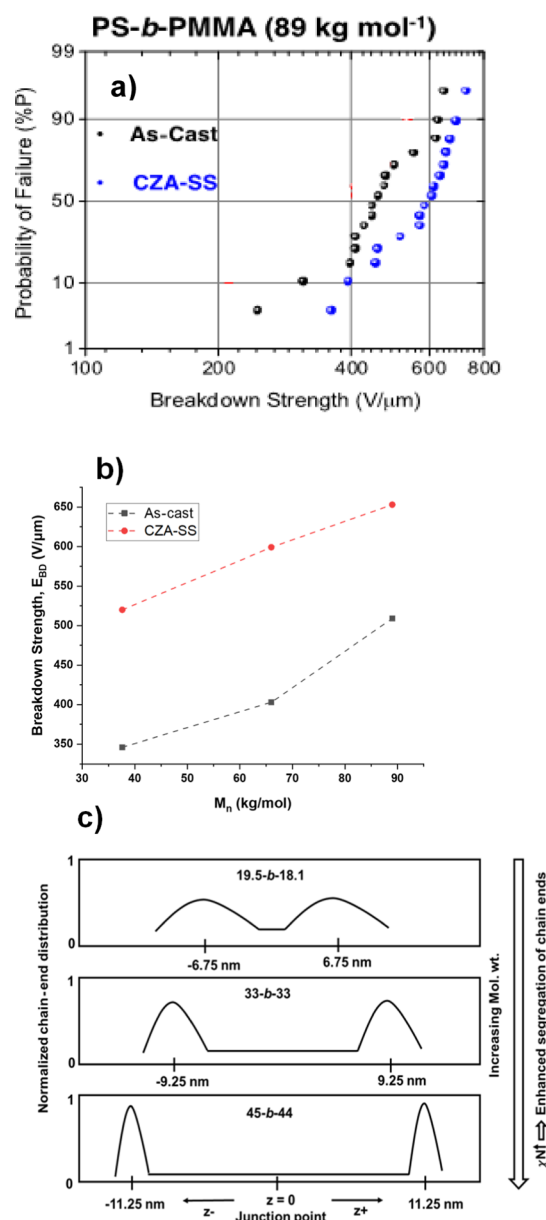 PS-b-PMMA (89 kg mol⁻¹)
a)
Probability of Failure (%P)
99
90
50
10
1
As-Cast
CZA-SS
100
200
400
600
800
Breakdown Strength (V/μm)
b)
Breakdown Strength, E_BD (V/μm)
650
600
550
500
450
400
350
As-cast
CZA-SS
30
40
50
60
70
80
90
M_n (kg/mol)
c)
Normalized chain-end distribution
1
0
19.5-b-18.1
-6.75 nm
6.75 nm
1
0
33-b-33
-9.25 nm
9.25 nm
1
0
45-b-44
-11.25 nm
z-
z = 0
Junction point
z+
11.25 nm
Increasing Mol. wt.
χN↑ ⇨ Enhanced segregation of chain ends